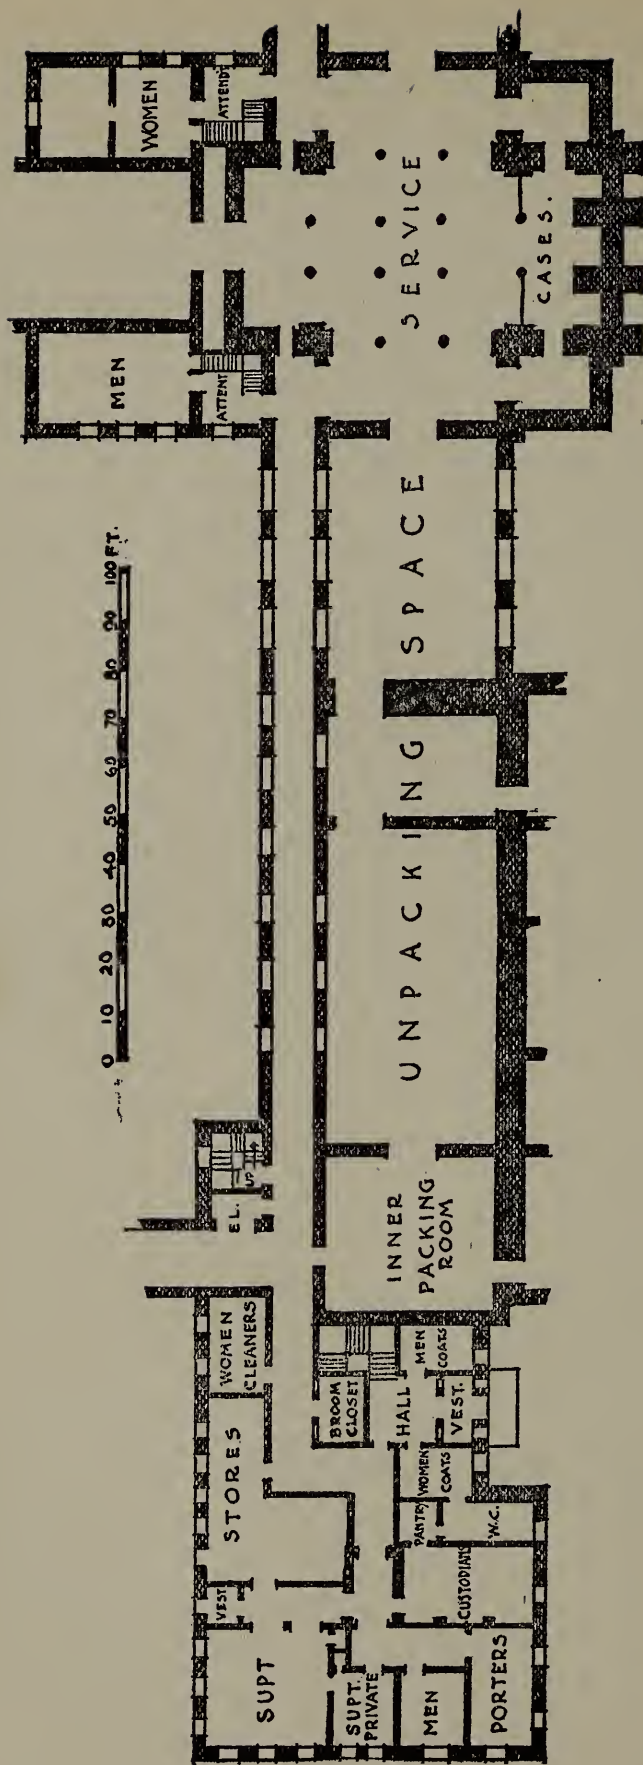 WOMEN
ATTEND
MEN
ATTENT
SERVICE
CASES.
0 10 20 30 40 50 60 70 80 90 100 FT.
UNPACKING SPACE
UP
EL.
INNER
PACKING
ROOM
WOMEN
CLEANERS
STORES
BROOM
CLOSET
HALL
MEN
COATS
VEST.
WOMEN
COATS
PANTRY
W.C.
VEST
SUPT
SUPT.
PRIVATE
MEN
CUSTODIANS
PORTERS